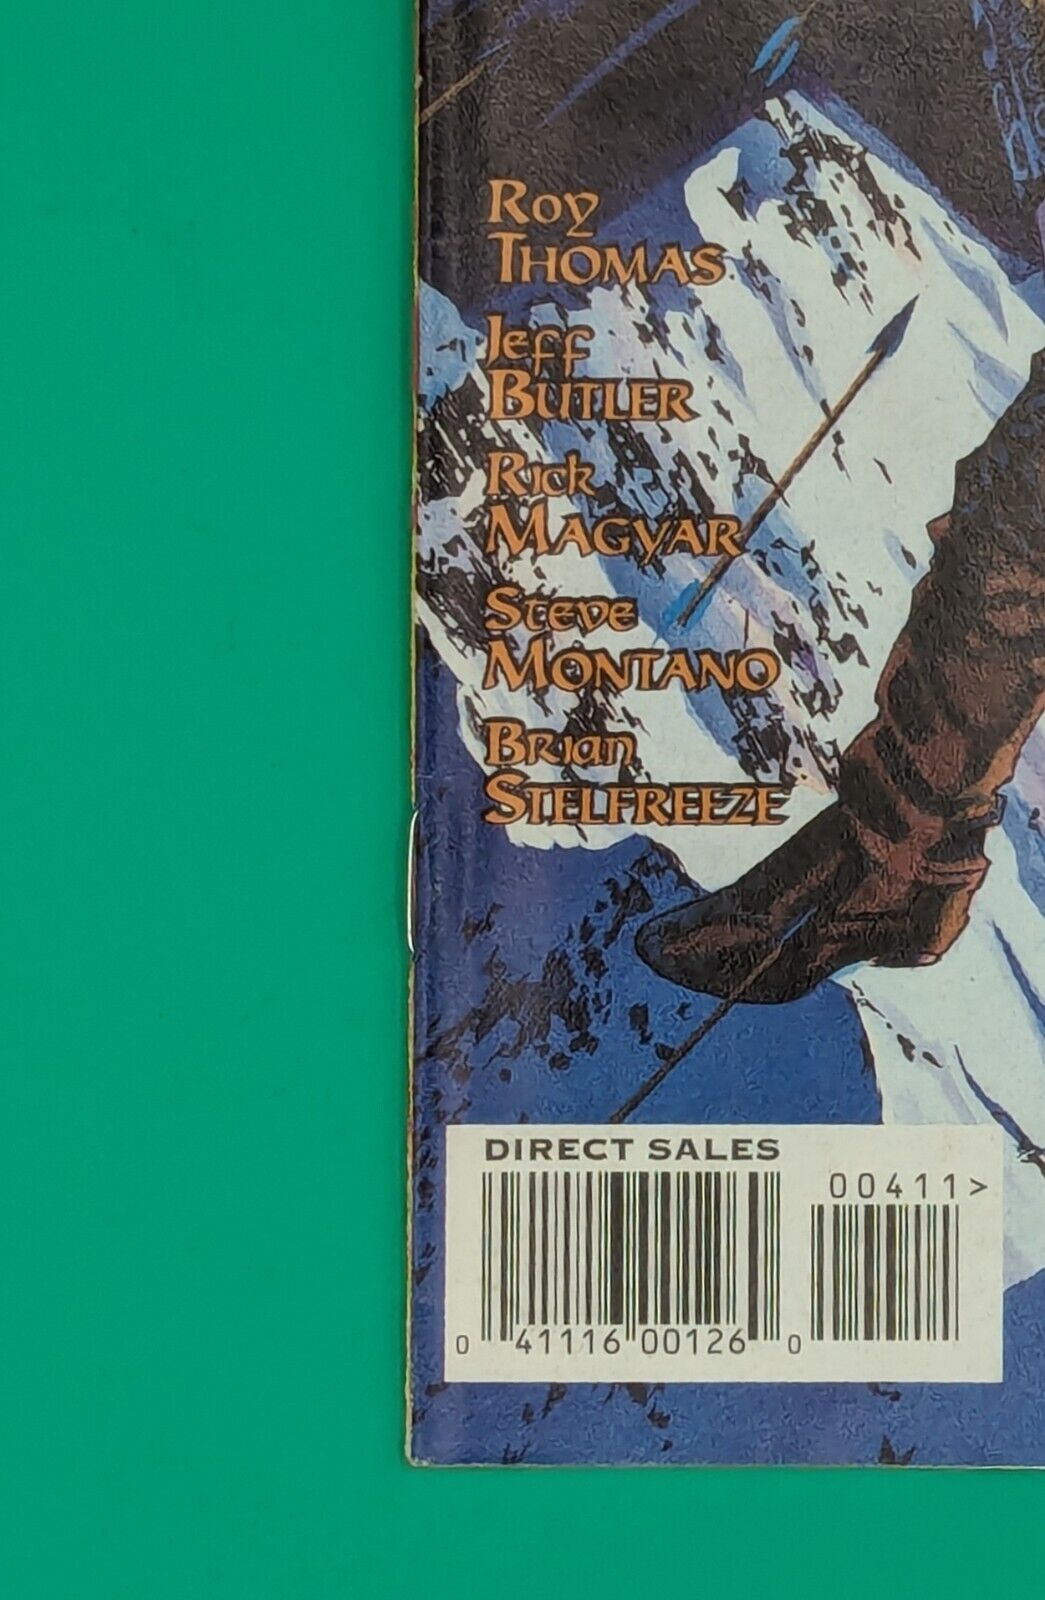 Roy
THOMAS
Jeff
BUTLER
Rick
MAGYAR
Steve
MONTANO
Brian
STELFREEZE
DIRECT SALES
00411>
0 41116 00126 0